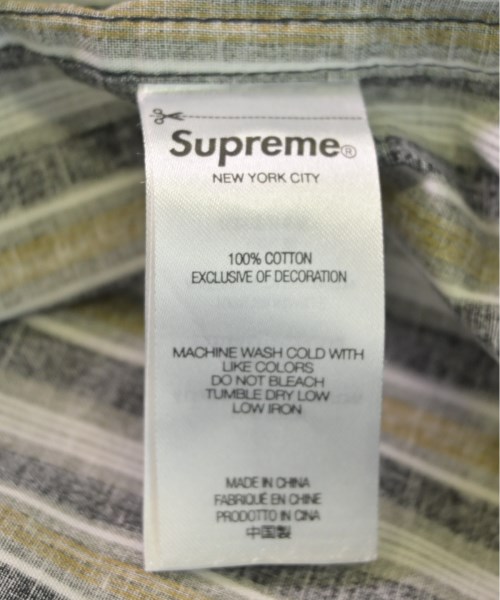 Supreme®
NEW YORK CITY
100% COTTON
EXCLUSIVE OF DECORATION
MACHINE WASH COLD WITH
LIKE COLORS
DO NOT BLEACH
TUMBLE DRY LOW
LOW IRON
MADE IN CHINA
FABRIQUÉ EN CHINE
PRODOTTO IN CINA
中国製